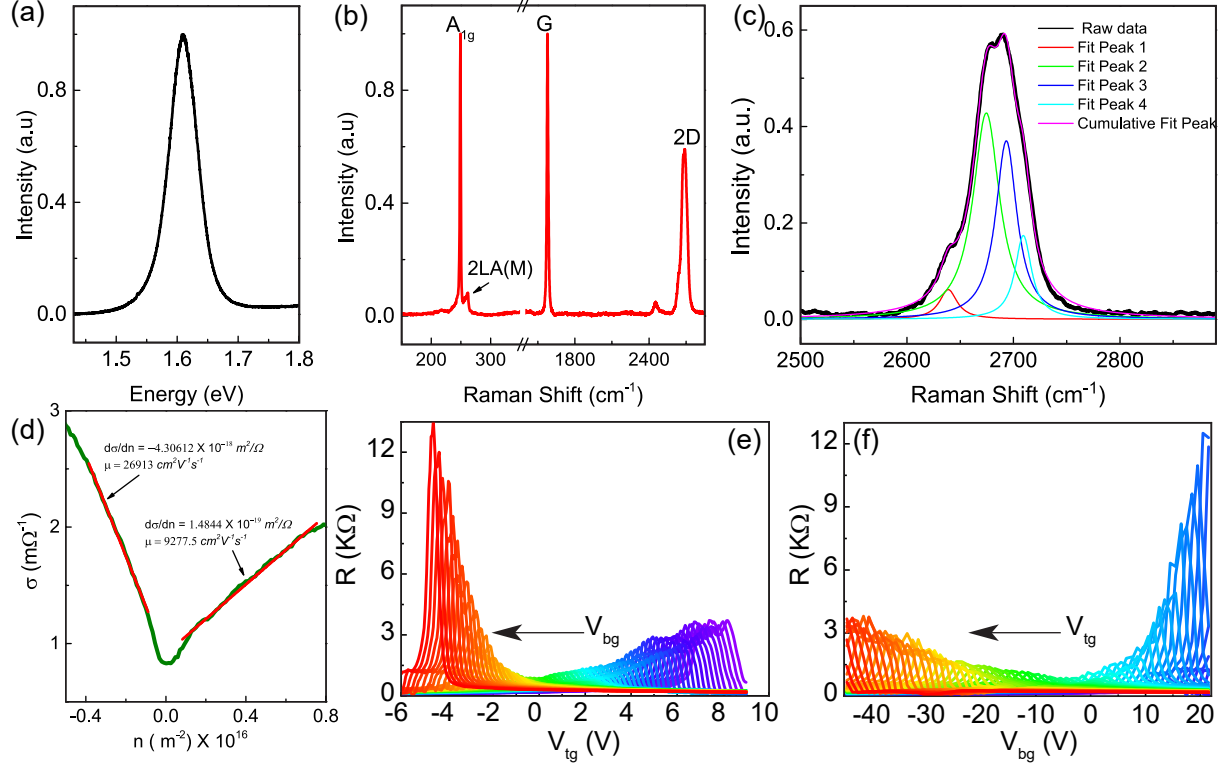 (a)
Intensity (a.u)
0.0
0.4
0.8
1.5
1.6
1.7
1.8
Energy (eV)
(b)
A1g
G
2D
2LA(M)
Intensity (a.u)
0.0
0.4
0.8
200
300
1800
2400
Raman Shift (cm-1)
(c)
Raw data
Fit Peak 1
Fit Peak 2
Fit Peak 3
Fit Peak 4
Cumulative Fit Peak
Intensity (a.u.)
0.0
0.2
0.4
0.6
2500
2600
2700
2800
Raman Shift (cm-1)
(d)
dσ/dn = −4.30612 X 10−18 m2/Ω
μ = 26913 cm2V-1s-1
dσ/dn = 1.4844 X 10−19 m2/Ω
μ = 9277.5 cm2V-1s-1
σ (mΩ-1)
1
2
3
-0.4
0.0
0.4
0.8
n ( m-2) X 1016
(e)
Vbg
R (KΩ)
0
3
6
9
12
-6
-4
-2
0
2
4
6
8
10
Vtg (V)
(f)
Vtg
R (KΩ)
0
3
6
9
12
-40
-30
-20
-10
0
10
20
Vbg (V)